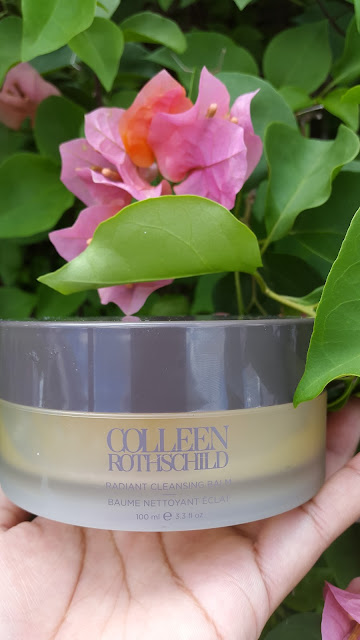 COLLEEN
ROTHSCHILD
RADIANT CLEANSING BALM
BAUME NETTOYANT ÉCLAT
100 ml ℮ 3.3 fl.oz